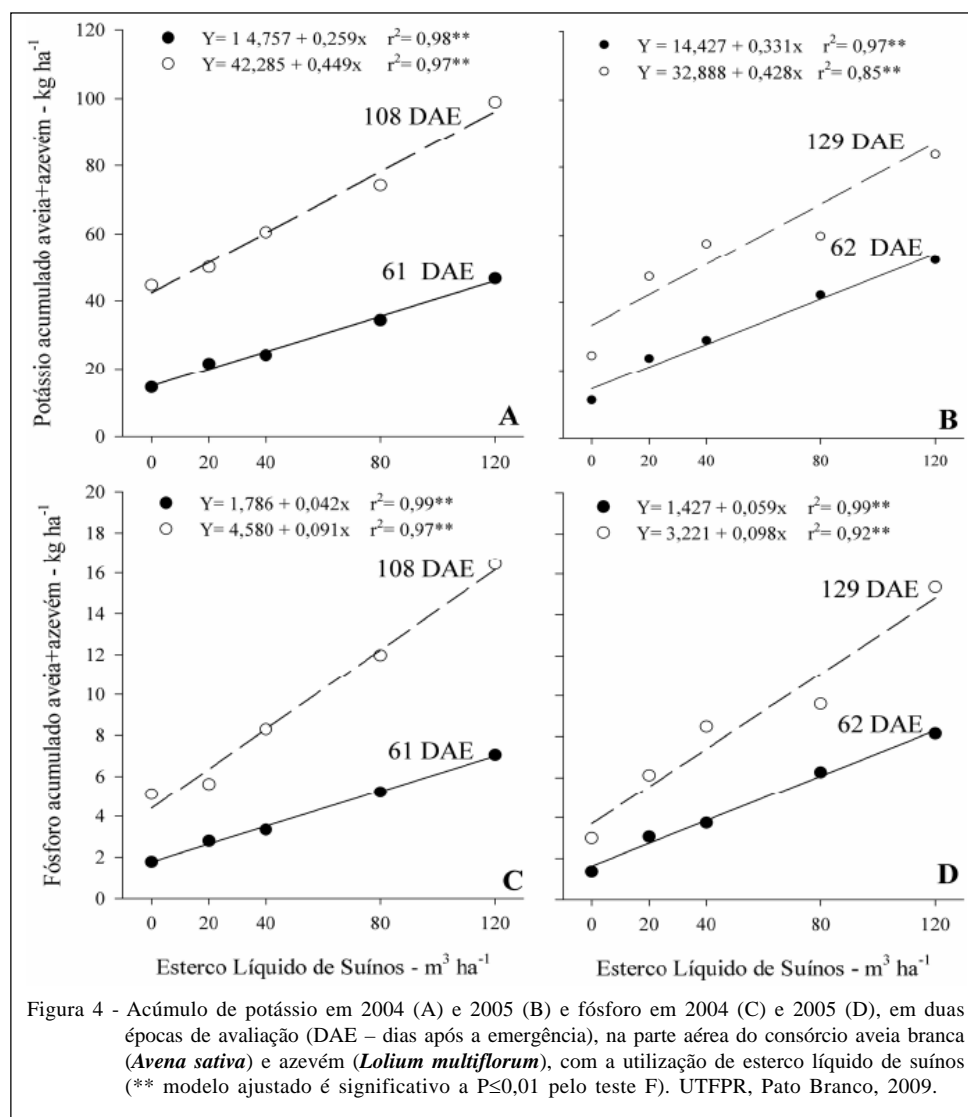 Y= 1 4,757 + 0,259x r²= 0,98**
Y= 42,285 + 0,449x r²= 0,97**
108 DAE
61 DAE
A
Potássio acumulado aveia+azevém - kg ha⁻¹
120
100
80
60
40
20
0
0 20 40 80 120
Y = 14,427 + 0,331x r²= 0,97**
Y = 32,888 + 0,428x r²= 0,85**
129 DAE
62 DAE
B
0 20 40 80 120
Y= 1,786 + 0,042x r²= 0,99**
Y= 4,580 + 0,091x r²= 0,97**
108 DAE
61 DAE
C
Fósforo acumulado aveia+azevém - kg ha⁻¹
20
18
16
14
12
10
8
6
4
2
0
0 20 40 80 120
Esterco Líquido de Suínos - m³ ha⁻¹
Y= 1,427 + 0,059x r²= 0,99**
Y= 3,221 + 0,098x r²= 0,92**
129 DAE
62 DAE
D
0 20 40 80 120
Esterco Líquido de Suínos - m³ ha⁻¹
Figura 4 - Acúmulo de potássio em 2004 (A) e 2005 (B) e fósforo em 2004 (C) e 2005 (D), em duas
épocas de avaliação (DAE – dias após a emergência), na parte aérea do consórcio aveia branca
(Avena sativa) e azevém (Lolium multiflorum), com a utilização de esterco líquido de suínos
(** modelo ajustado é significativo a P≤0,01 pelo teste F). UTFPR, Pato Branco, 2009.